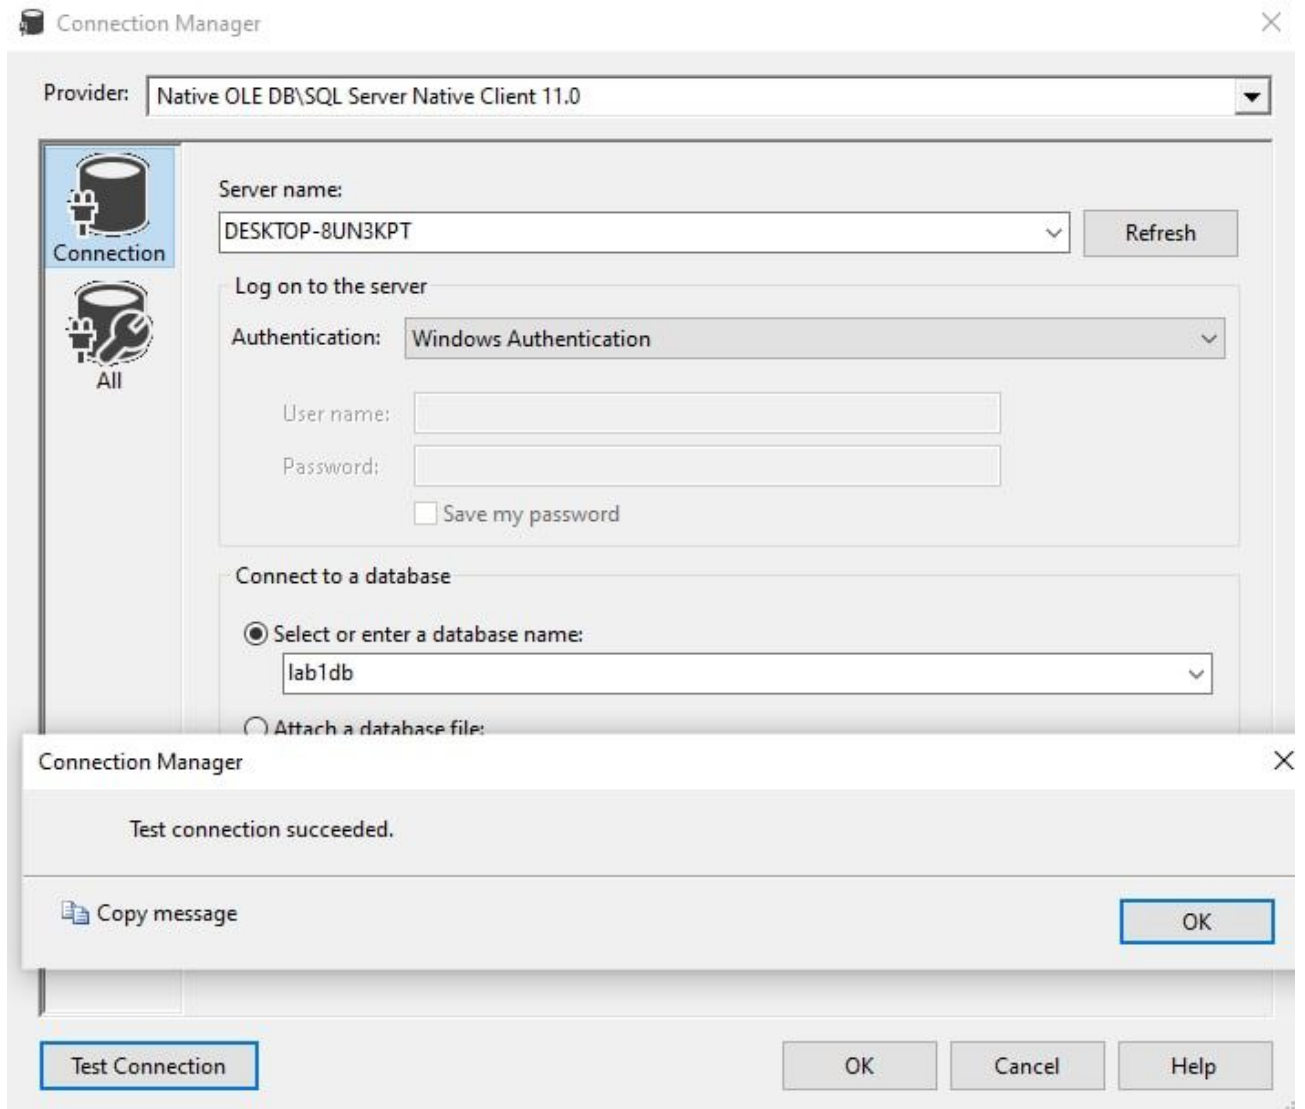 Connection Manager
Provider: Native OLE DB\SQL Server Native Client 11.0
Connection
All
Server name:
DESKTOP-8UN3KPT
Refresh
Log on to the server
Authentication: Windows Authentication
User name:
Password:
Save my password
Connect to a database
Select or enter a database name:
lab1db
Attach a database file:
Connection Manager
Test connection succeeded.
Copy message
OK
Test Connection OK Cancel Help